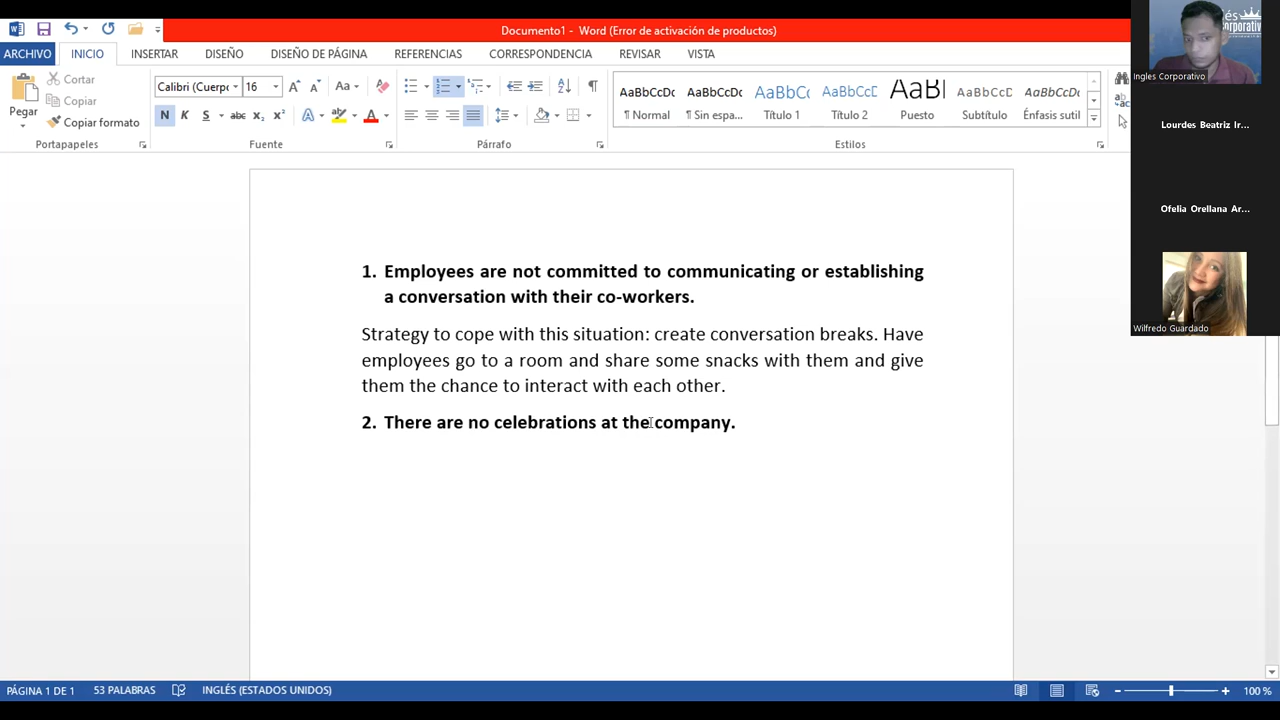 Documento1 - Word (Error de activación de productos)
ARCHIVO INICIO INSERTAR DISEÑO DISEÑO DE PÁGINA REFERENCIAS CORRESPONDENCIA REVISAR VISTA
Pegar
Cortar
Copiar
Copiar formato
Portapapeles
Calibri (Cuerpo 16
Fuente
Párrafo
AaBbCcDc AaBbCcDc AaBbCc AaBbCcD AaBI AaBbCcD AaBbCcDc
¶ Normal ¶ Sin espa... Título 1 Título 2 Puesto Subtítulo Énfasis sutil
Estilos
Ingles Corporativo
Lourdes Beatriz Ir...
Ofelia Orellana Ar...
Wilfredo Guardado
1. Employees are not committed to communicating or establishing
a conversation with their co-workers.
Strategy to cope with this situation: create conversation breaks. Have
employees go to a room and share some snacks with them and give
them the chance to interact with each other.
2. There are no celebrations at the company.
PÁGINA 1 DE 1 53 PALABRAS INGLÉS (ESTADOS UNIDOS) 100 %